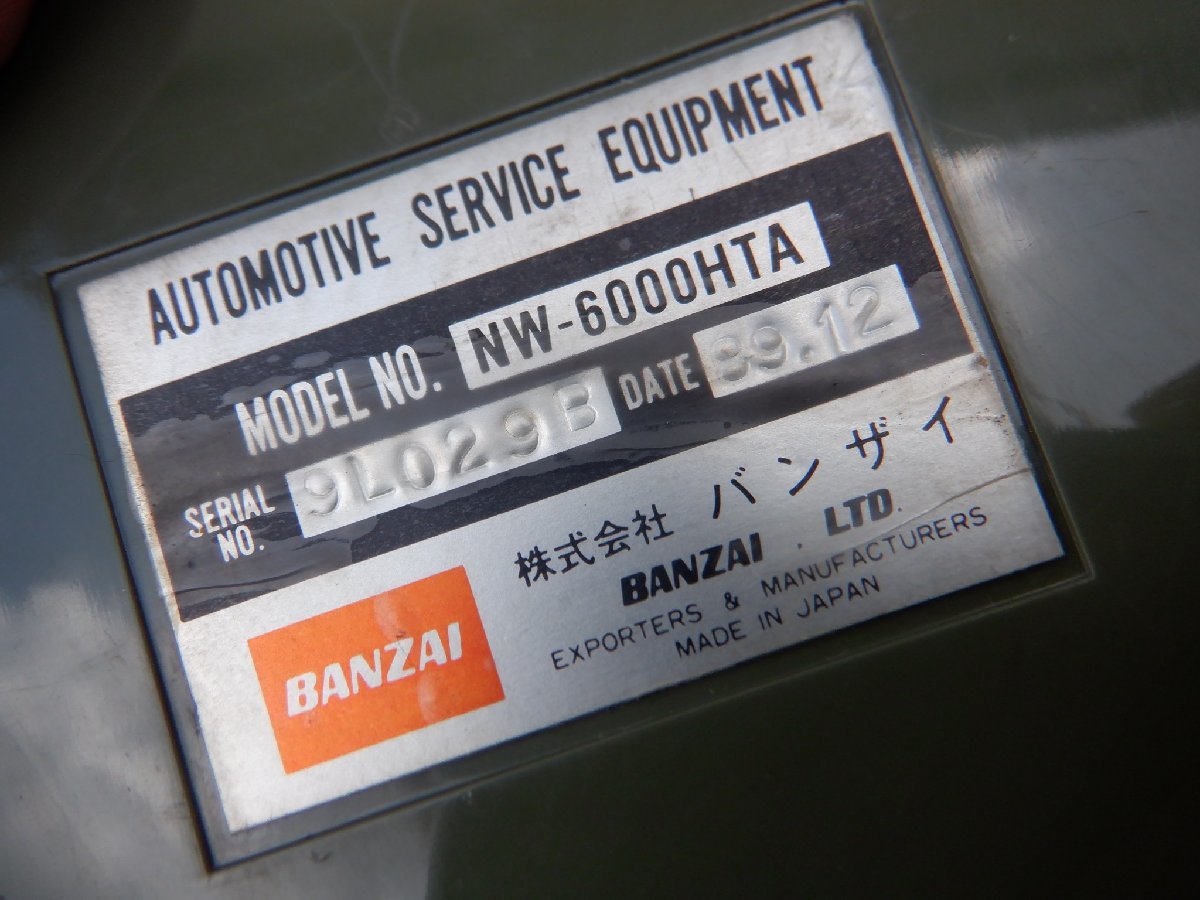 AUTOMOTIVE SERVICE EQUIPMENT
MODEL NO. NW-6000HTA
SERIAL NO. 9L029B DATE 89.12
株式会社 バンザイ
BANZAI . LTD.
EXPORTERS & MANUFACTURERS
MADE IN JAPAN
BANZAI